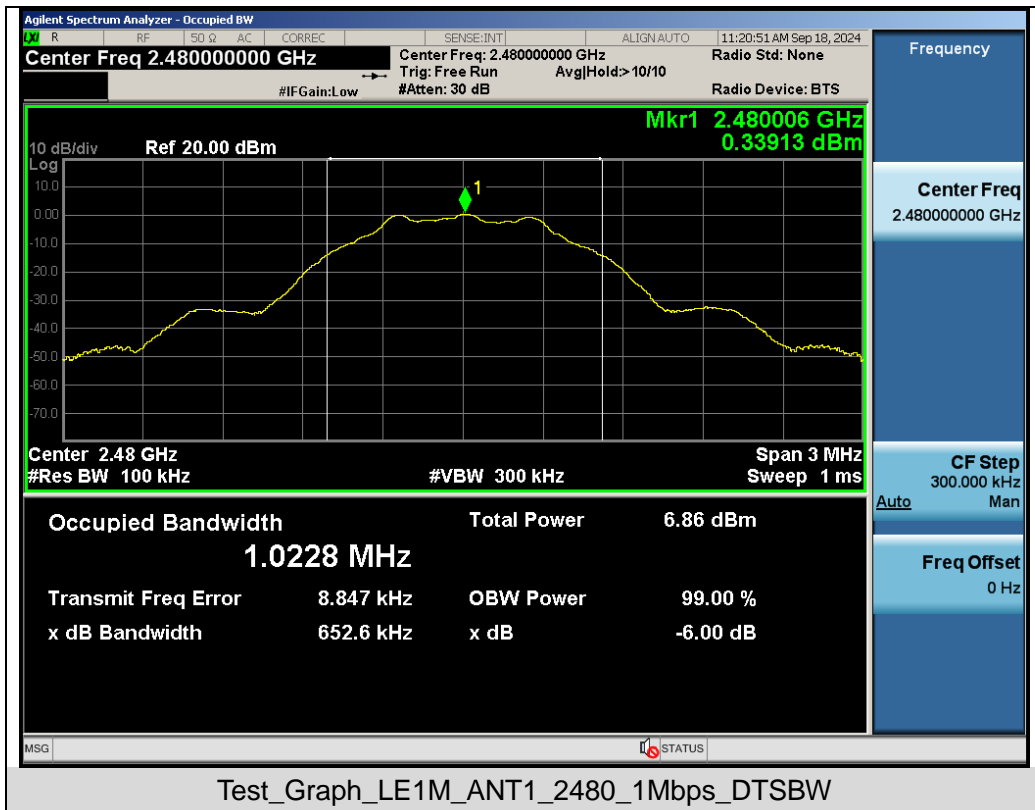 Agilent Spectrum Analyzer - Occupied BW
LXI R RF 50 Ω AC CORREC SENSE:INT ALIGN AUTO 11:20:51 AM Sep 18, 2024
Center Freq 2.480000000 GHz Center Freq: 2.480000000 GHz Radio Std: None
Trig: Free Run Avg|Hold:>10/10
#IFGain:Low #Atten: 30 dB Radio Device: BTS
Frequency
Mkr1 2.480006 GHz
0.33913 dBm
10 dB/div Ref 20.00 dBm
Log
10.0
1
0.00
-10.0
-20.0
-30.0
-40.0
-50.0
-60.0
-70.0
Center 2.48 GHz Span 3 MHz
#Res BW 100 kHz #VBW 300 kHz Sweep 1 ms
Center Freq
2.480000000 GHz
CF Step
300.000 kHz
Auto Man
Freq Offset
0 Hz
Occupied Bandwidth Total Power 6.86 dBm
1.0228 MHz
Transmit Freq Error 8.847 kHz OBW Power 99.00 %
x dB Bandwidth 652.6 kHz x dB -6.00 dB
MSG STATUS
Test_Graph_LE1M_ANT1_2480_1Mbps_DTSBW